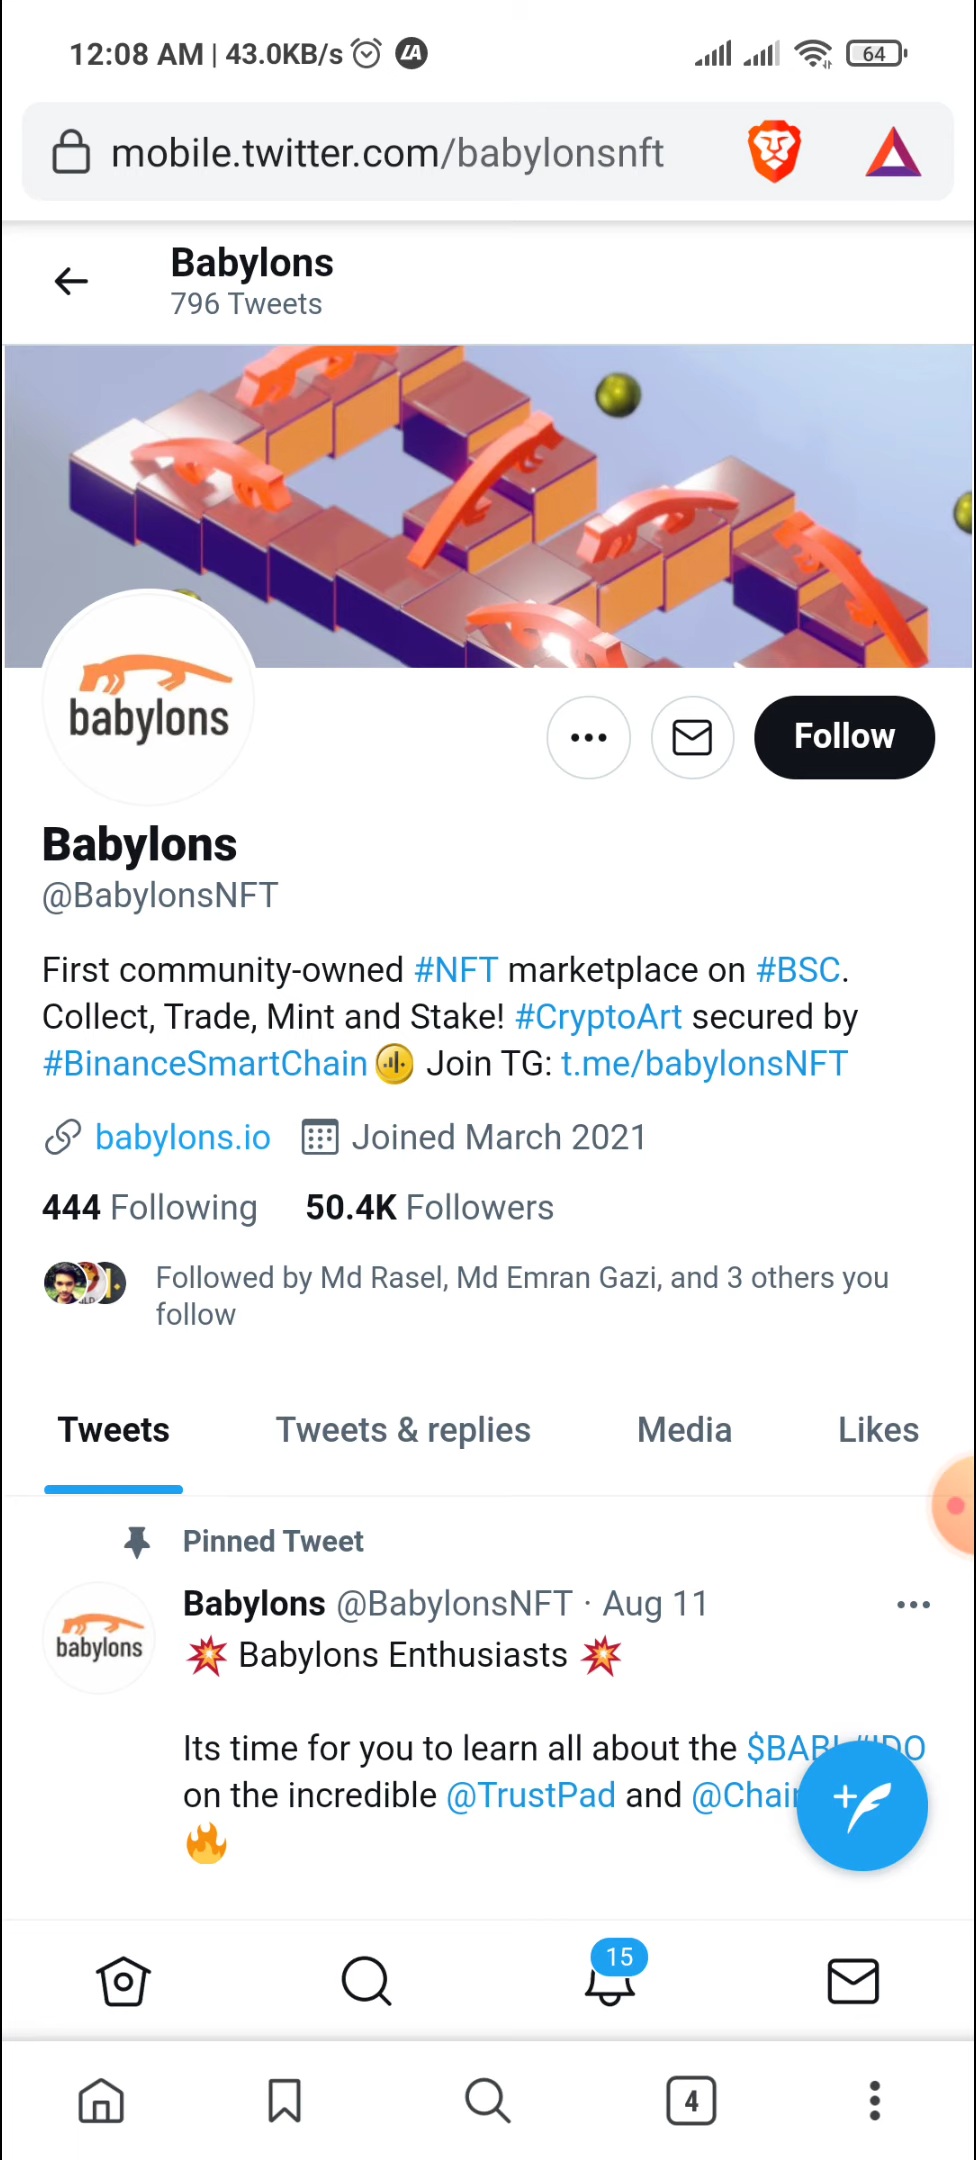 12:08 AM | 43.0KB/s
64
mobile.twitter.com/babylonsnft
Babylons
796 Tweets
babylons
Follow
Babylons
@BabylonsNFT
First community-owned #NFT marketplace on #BSC.
Collect, Trade, Mint and Stake! #CryptoArt secured by
#BinanceSmartChain Join TG: t.me/babylonsNFT
babylons.io Joined March 2021
444 Following 50.4K Followers
Followed by Md Rasel, Md Emran Gazi, and 3 others you
follow
Tweets Tweets & replies Media Likes
Pinned Tweet
Babylons @BabylonsNFT · Aug 11
babylons
💥 Babylons Enthusiasts 💥
Its time for you to learn all about the
on the incredible @TrustPad and
🔥
15
4